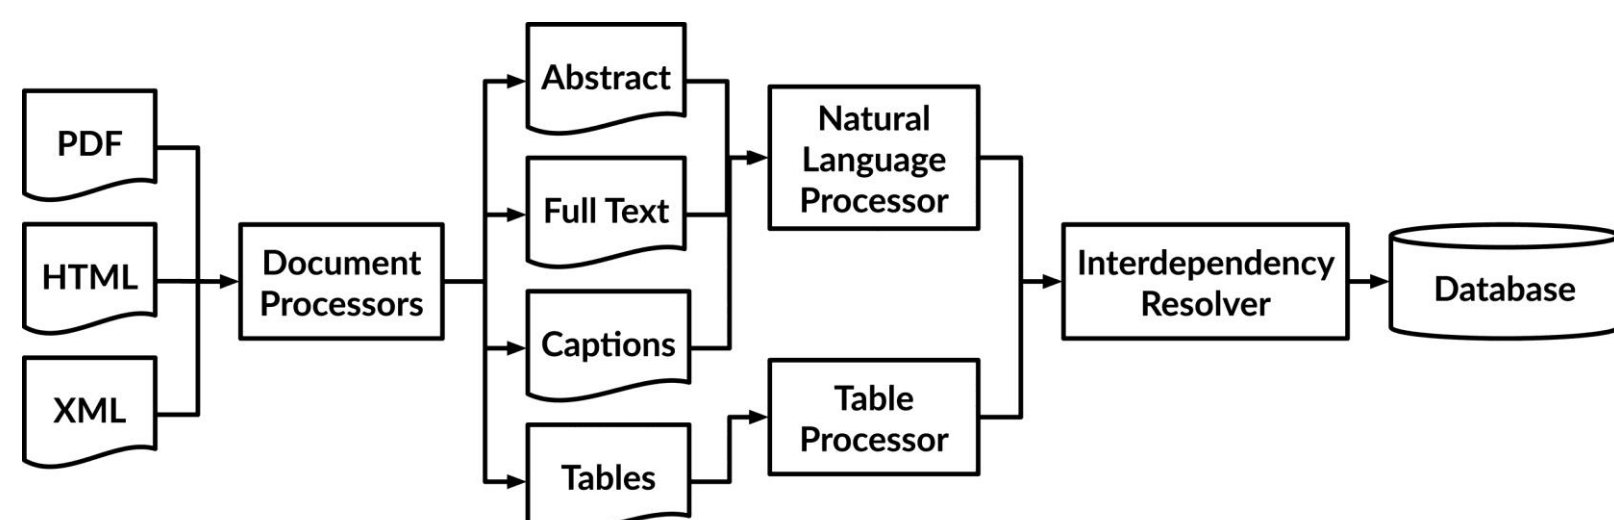 PDF
HTML
XML
Document
Processors
Abstract
Full Text
Captions
Tables
Natural
Language
Processor
Table
Processor
Interdependency
Resolver
Database